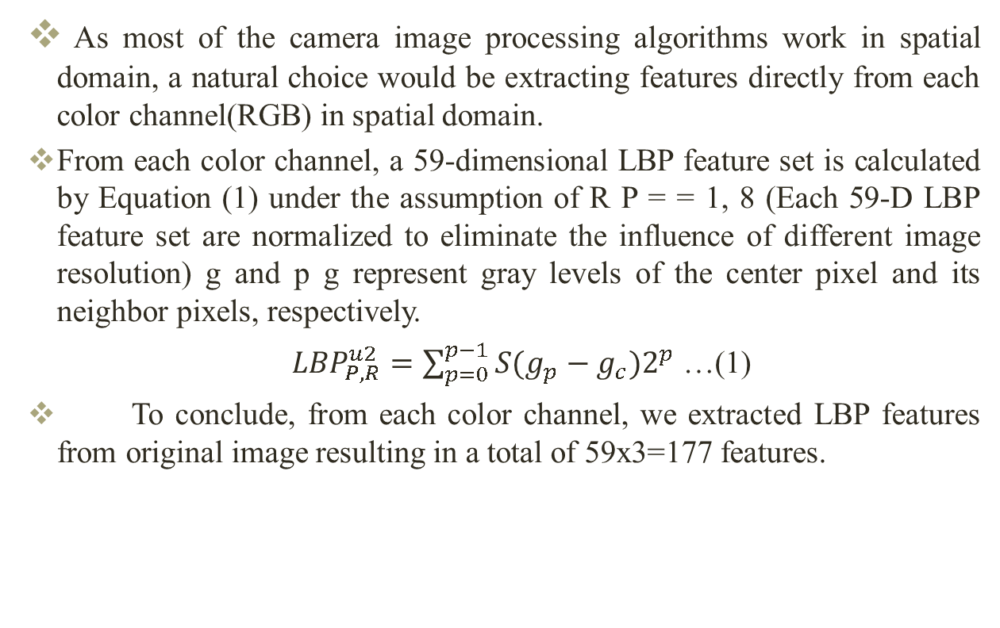 ❖ As most of the camera image processing algorithms work in spatial
domain, a natural choice would be extracting features directly from each
color channel(RGB) in spatial domain.
❖From each color channel, a 59-dimensional LBP feature set is calculated
by Equation (1) under the assumption of R P = = 1, 8 (Each 59-D LBP
feature set are normalized to eliminate the influence of different image
resolution) g and p g represent gray levels of the center pixel and its
neighbor pixels, respectively.
$LBP_{P,R}^{u2} = \sum_{p=0}^{p-1} S(g_p - g_c)2^p$ …(1)
❖ To conclude, from each color channel, we extracted LBP features
from original image resulting in a total of 59x3=177 features.